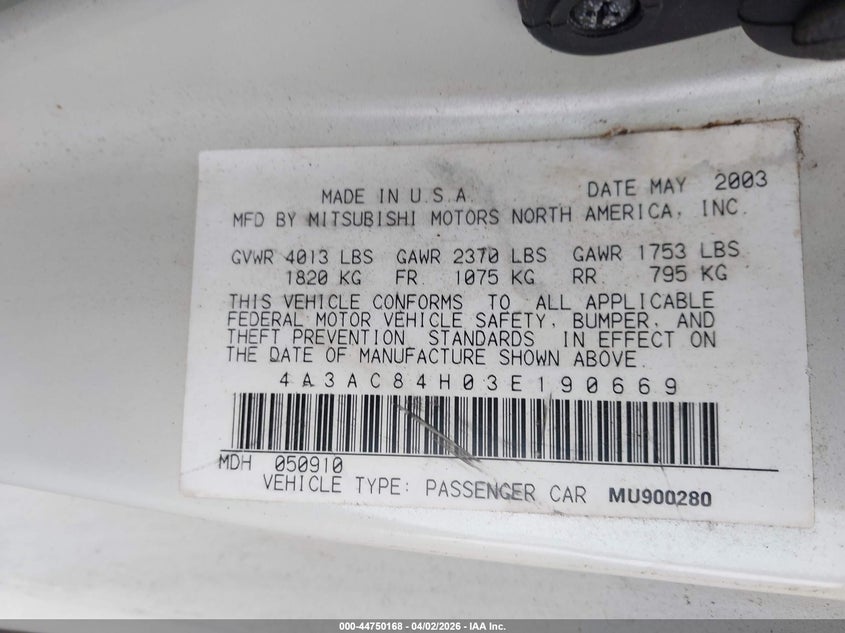 MADE IN U.S.A. DATE MAY 2003
MFD BY MITSUBISHI MOTORS NORTH AMERICA, INC.
GVWR 4013 LBS GAWR 2370 LBS GAWR 1753 LBS
1820 KG FR. 1075 KG RR. 795 KG
THIS VEHICLE CONFORMS TO ALL APPLICABLE
FEDERAL MOTOR VEHICLE SAFETY, BUMPER, AND
THEFT PREVENTION STANDARDS IN EFFECT ON
THE DATE OF MANUFACTURE SHOWN ABOVE.
4A3AC84H03E190669
MDH 050910
VEHICLE TYPE: PASSENGER CAR MU900280
000-44750168 - 04/02/2026 - IAA Inc.